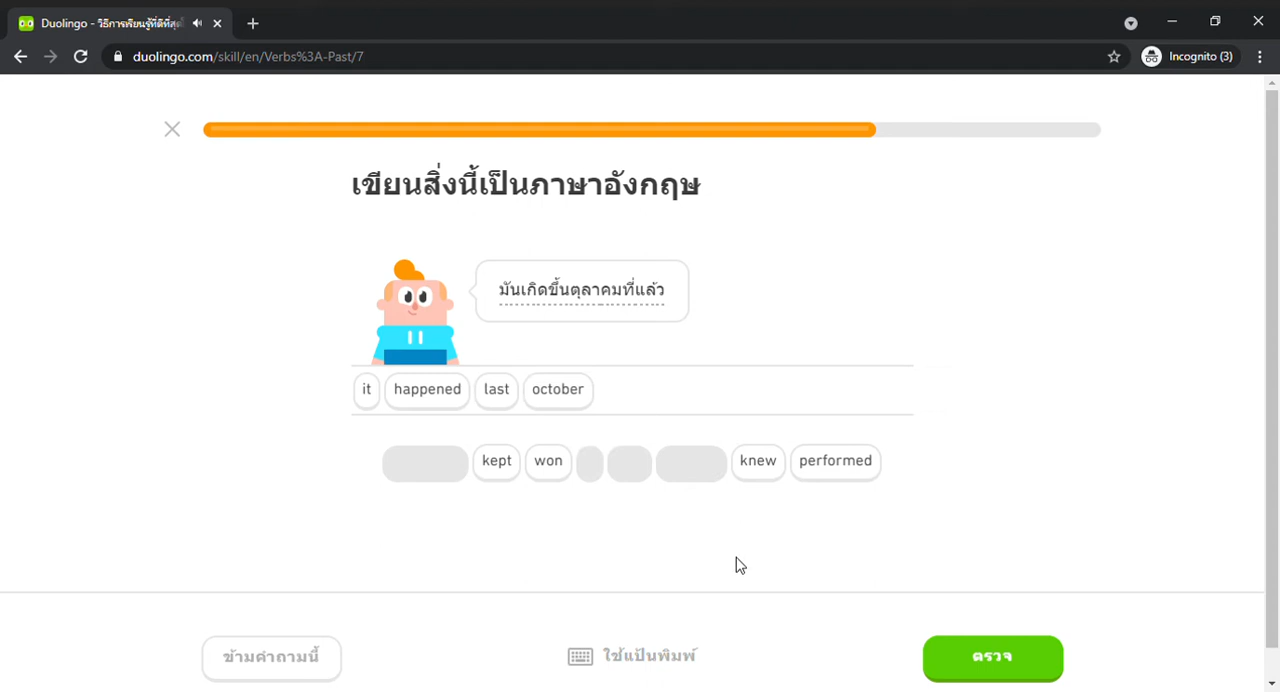 Duolingo - วิธีการเรียนรู้ที่ดีที่สุด
duolingo.com/skill/en/Verbs%3A-Past/7
Incognito (3)
เขียนสิ่งนี้เป็นภาษาอังกฤษ
มันเกิดขึ้นตุลาคมที่แล้ว
it happened last october
kept won knew performed
ข้ามคำถามนี้ ใช้แป้นพิมพ์ ตรวจ